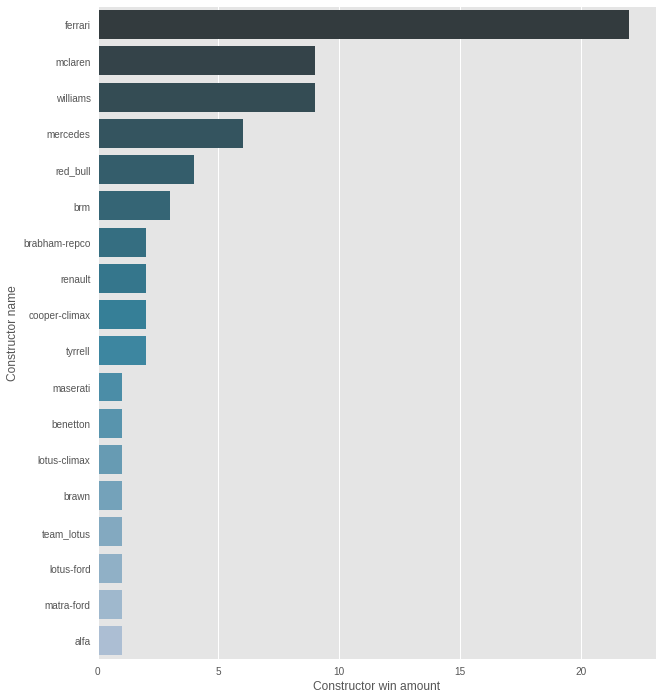 ferrari
mclaren
williams
mercedes
red_bull
brm
brabham-repco
renault
cooper-climax
tyrrell
maserati
benetton
lotus-climax
brawn
team_lotus
lotus-ford
matra-ford
alfa
Constructor name
0 5 10 15 20
Constructor win amount